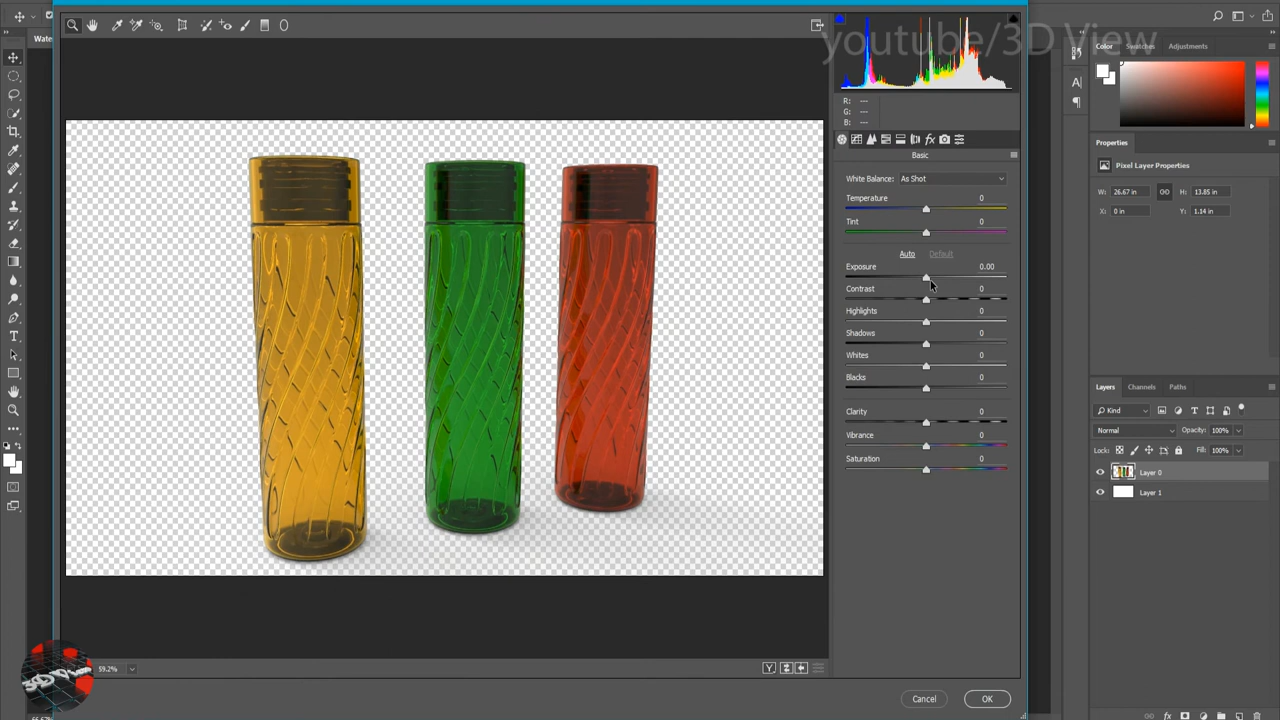 Wate
youtube/3D View
Color
Swatches
Adjustments
R: ---
G: ---
B: ---
Basic
White Balance: As Shot
Temperature 0
Tint 0
Auto Default
Exposure 0.00
Contrast 0
Highlights 0
Shadows 0
Whites 0
Blacks 0
Clarity 0
Vibrance 0
Saturation 0
Properties
Pixel Layer Properties
W: 26.67 in
H: 13.85 in
X: 0 in
Y: 1.14 in
Layers
Channels
Paths
Kind
Normal
Opacity: 100%
Lock:
Fill: 100%
Layer 0
Layer 1
3D View
59.2%
Cancel
OK